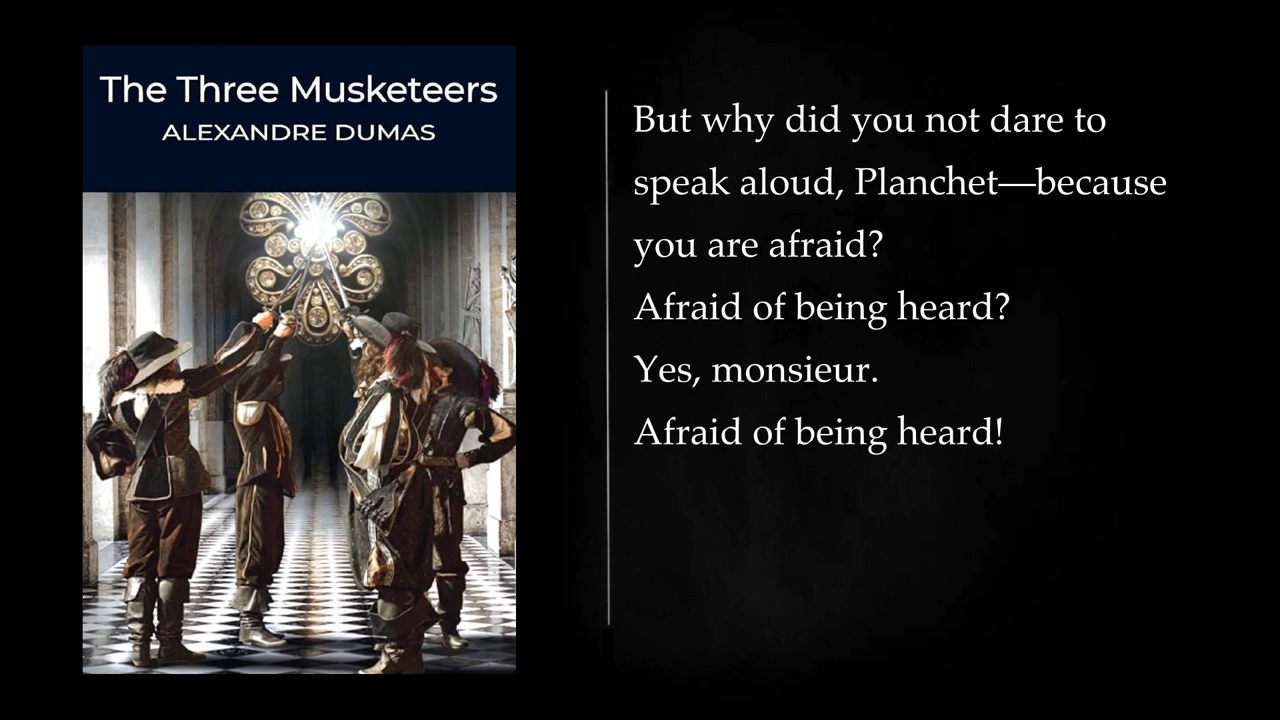 The Three Musketeers
ALEXANDRE DUMAS
But why did you not dare to
speak aloud, Planchet—because
you are afraid?
Afraid of being heard?
Yes, monsieur.
Afraid of being heard!